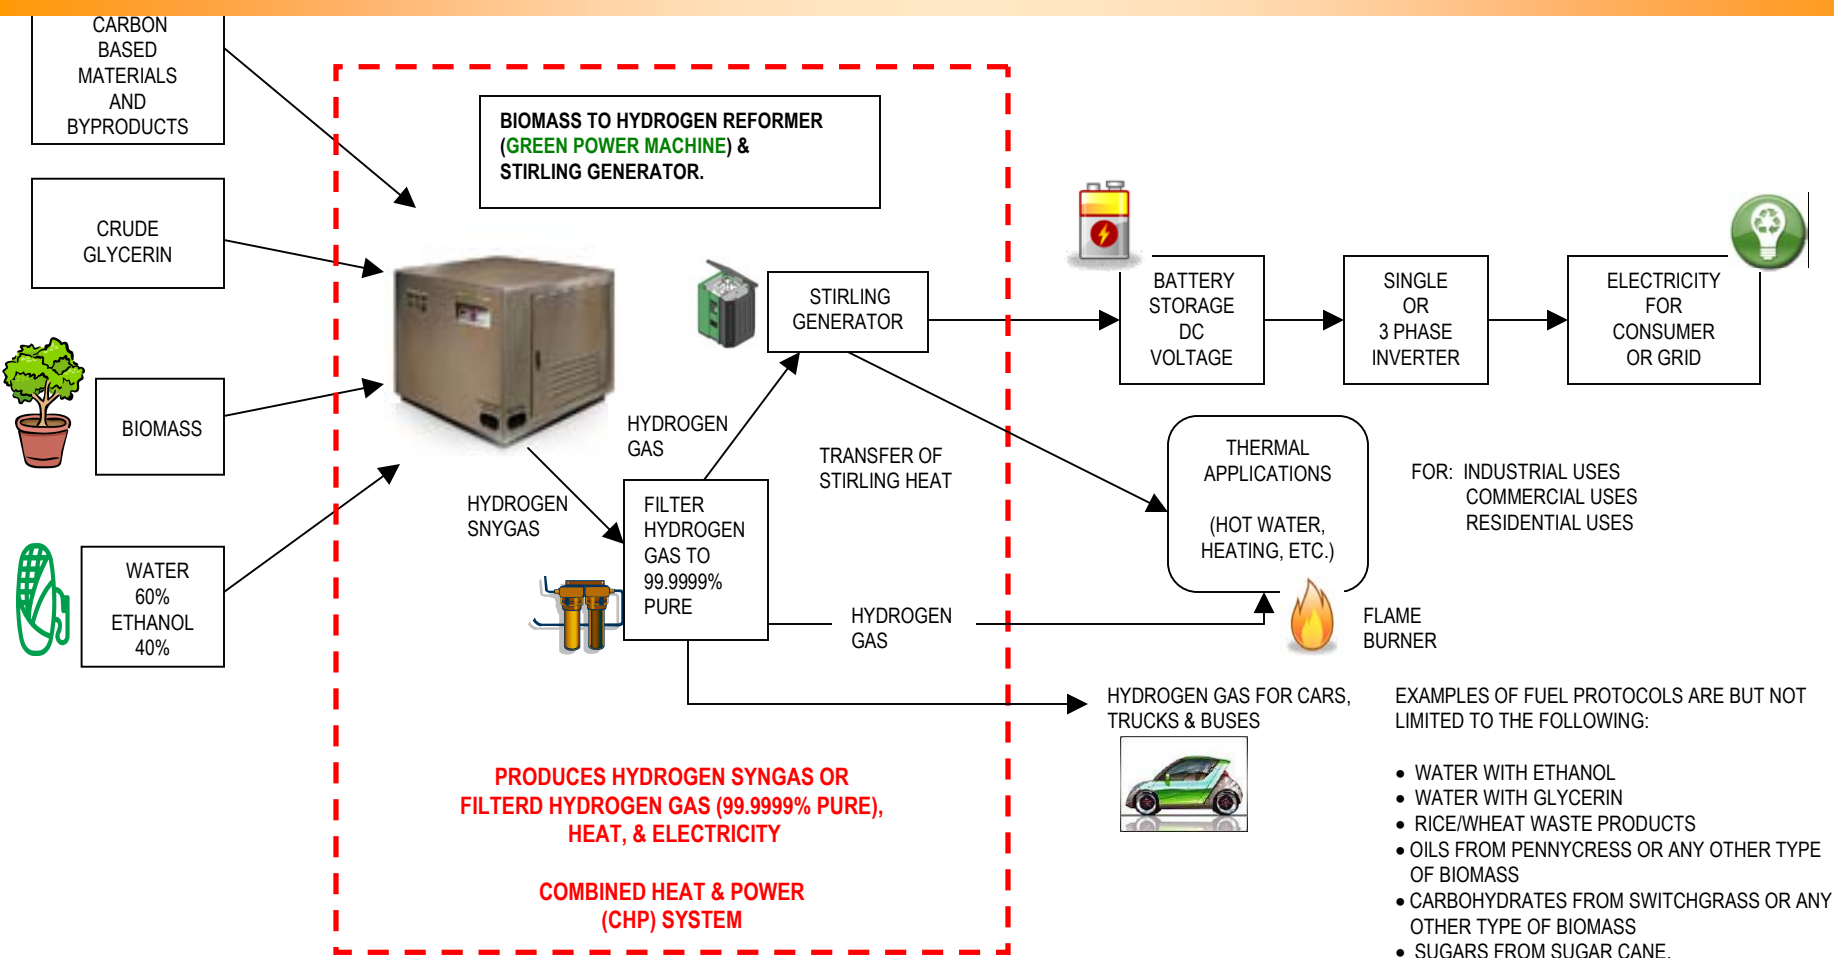 CARBON
BASED
MATERIALS
AND
BYPRODUCTS
CRUDE
GLYCERIN
BIOMASS
WATER
60%
ETHANOL
40%
BIOMASS TO HYDROGEN REFORMER
(GREEN POWER MACHINE) &
STIRLING GENERATOR.
STIRLING
GENERATOR
HYDROGEN
GAS
TRANSFER OF
STIRLING HEAT
HYDROGEN
SNYGAS
FILTER
HYDROGEN
GAS TO
99.9999%
PURE
HYDROGEN
GAS
PRODUCES HYDROGEN SYNGAS OR
FILTERD HYDROGEN GAS (99.9999% PURE),
HEAT, & ELECTRICITY
COMBINED HEAT & POWER
(CHP) SYSTEM
BATTERY
STORAGE
DC
VOLTAGE
SINGLE
OR
3 PHASE
INVERTER
ELECTRICITY
FOR
CONSUMER
OR GRID
THERMAL
APPLICATIONS
(HOT WATER,
HEATING, ETC.)
FOR: INDUSTRIAL USES
COMMERCIAL USES
RESIDENTIAL USES
FLAME
BURNER
HYDROGEN GAS FOR CARS,
TRUCKS & BUSES
EXAMPLES OF FUEL PROTOCOLS ARE BUT NOT
LIMITED TO THE FOLLOWING:
• WATER WITH ETHANOL
• WATER WITH GLYCERIN
• RICE/WHEAT WASTE PRODUCTS
• OILS FROM PENNYCRESS OR ANY OTHER TYPE
OF BIOMASS
• CARBOHYDRATES FROM SWITCHGRASS OR ANY
OTHER TYPE OF BIOMASS
• SUGARS FROM SUGAR CANE.